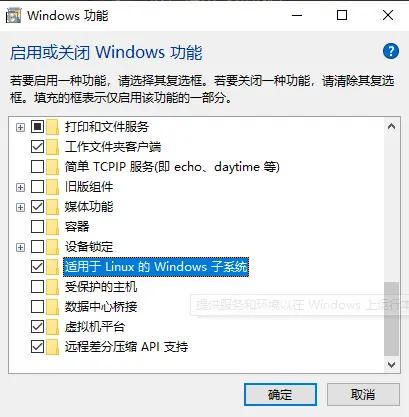 Windows 功能
启用或关闭 Windows 功能
若要启用一种功能，请选择其复选框。若要关闭一种功能，请清除其复选
框。填充的框表示仅启用该功能的一部分。
打印和文件服务
工作文件夹客户端
简单 TCPIP 服务(即 echo、daytime 等)
旧版组件
媒体功能
容器
设备锁定
适用于 Linux 的 Windows 子系统
受保护的主机
数据中心桥接
提供服务和环境以在 Windows 上运行本
虚拟机平台
远程差分压缩 API 支持
确定
取消